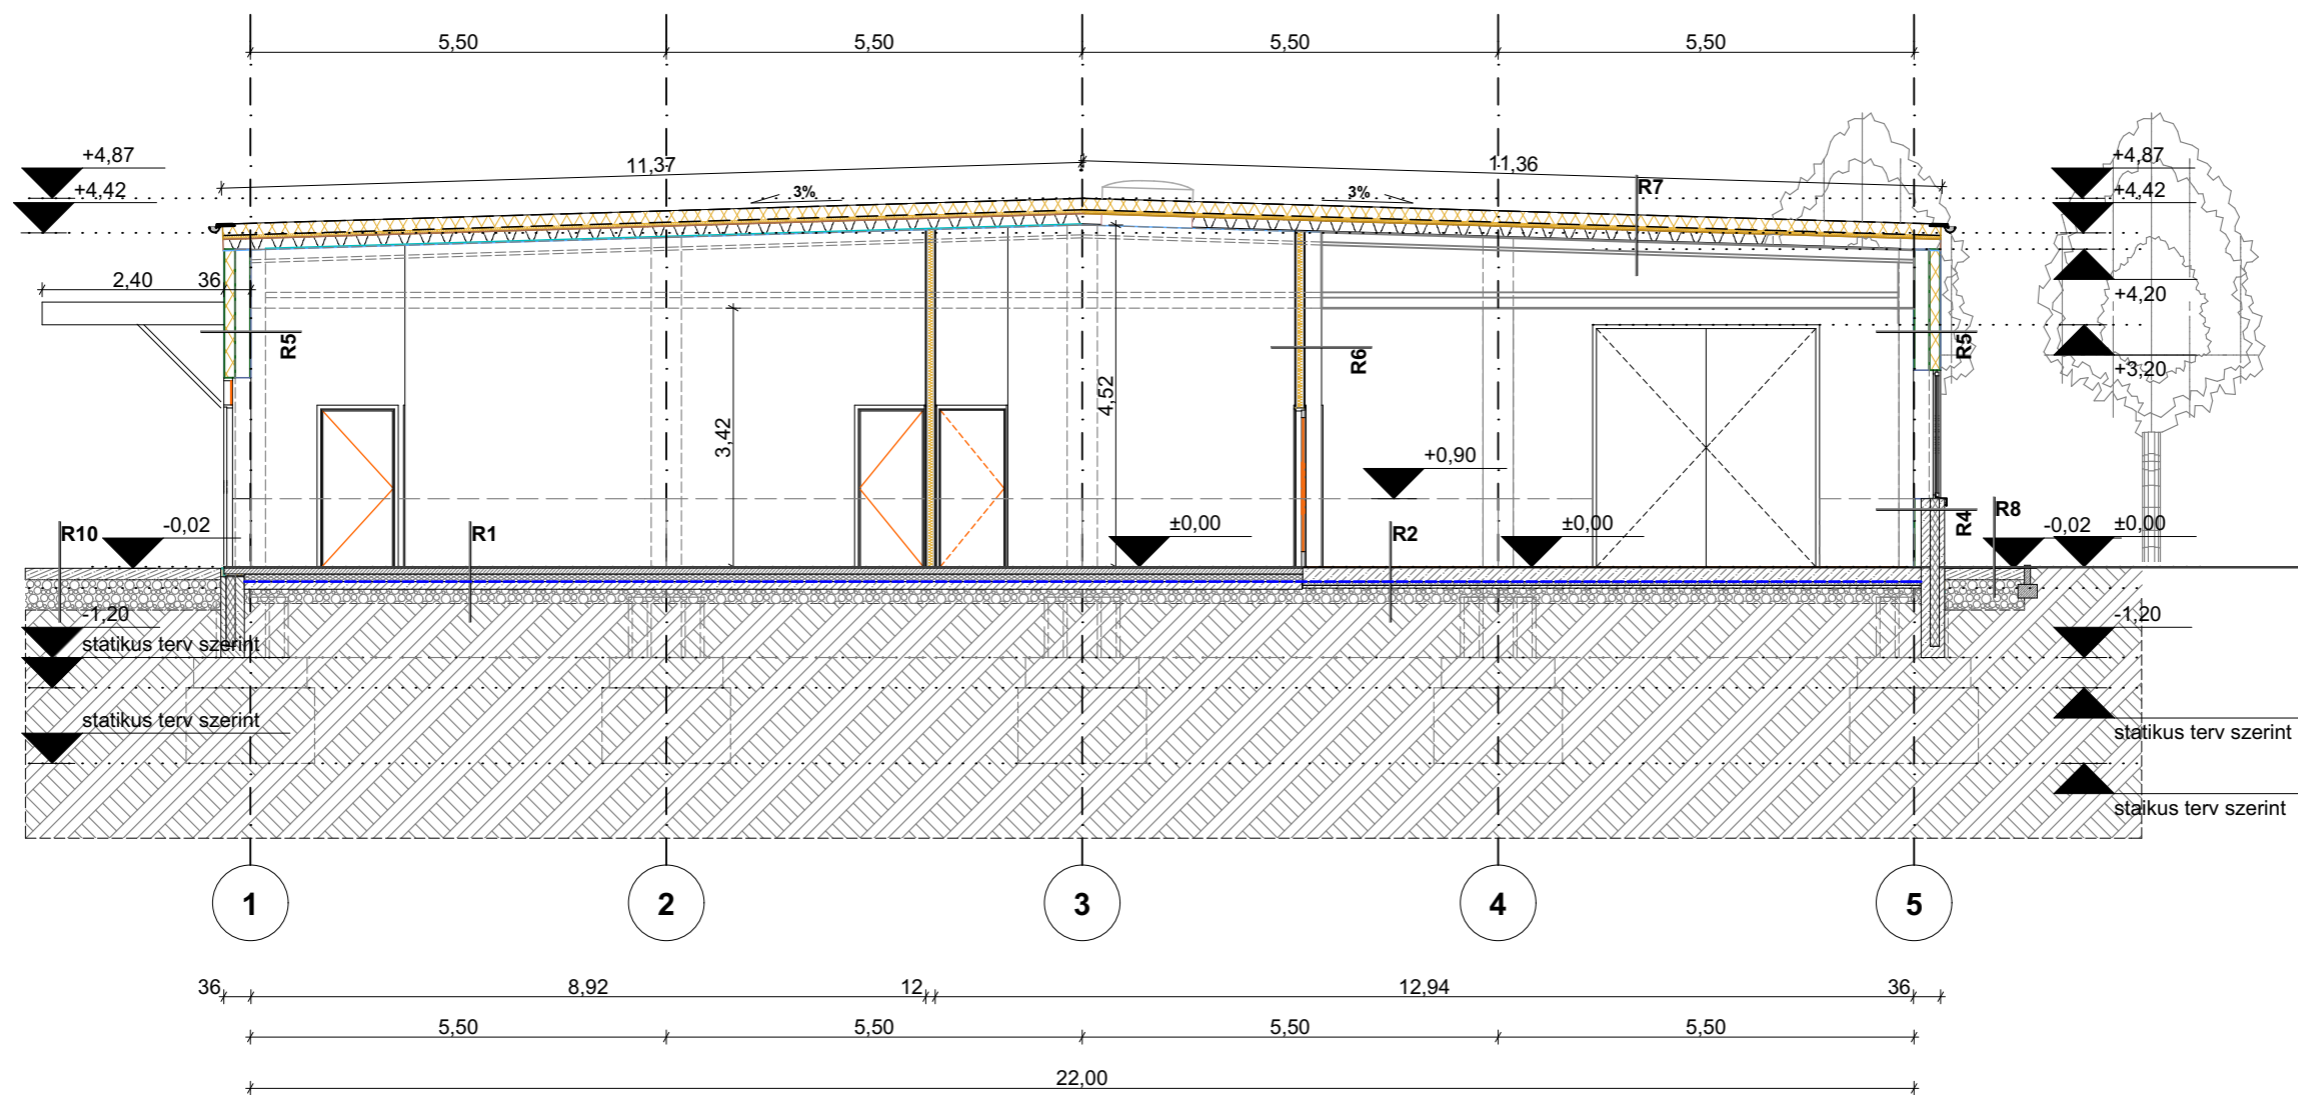 5,50 5,50 5,50 5,50
+4,87 11,37 11,36 +4,87
+4,42 3% 3% R7 +4,42
2,40 36 +4,20
R5 R6 R5
+3,20
3,42 4,52
+0,90
R10 -0,02 R1 ±0,00 R2 ±0,00 R4 R8 -0,02 ±0,00
-1,20 -1,20
statikus terv szerint
statikus terv szerint
statikus terv szerint
staikus terv szerint
1 2 3 4 5
36 8,92 12 12,94 36
5,50 5,50 5,50 5,50
22,00